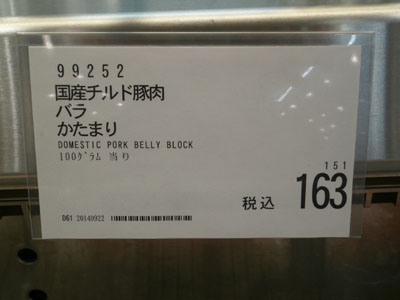 99252
国産チルド豚肉
バラ
かたまり
DOMESTIC PORK BELLY BLOCK
100グラム 当り
151
税込 163
D61 20140922